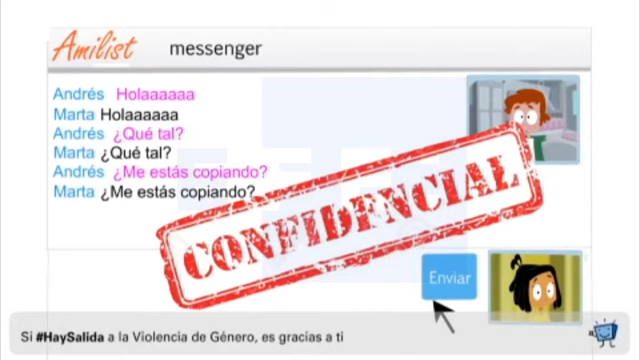 Amilist messenger
Andrés Holaaaaaa
Marta Holaaaaaa
Andrés ¿Qué tal?
Marta ¿Qué tal?
Andrés ¿Me estás copiando?
Marta ¿Me estás copiando?
CONFIDENCIAL
Enviar
Si #HaySalida a la Violencia de Género, es gracias a ti